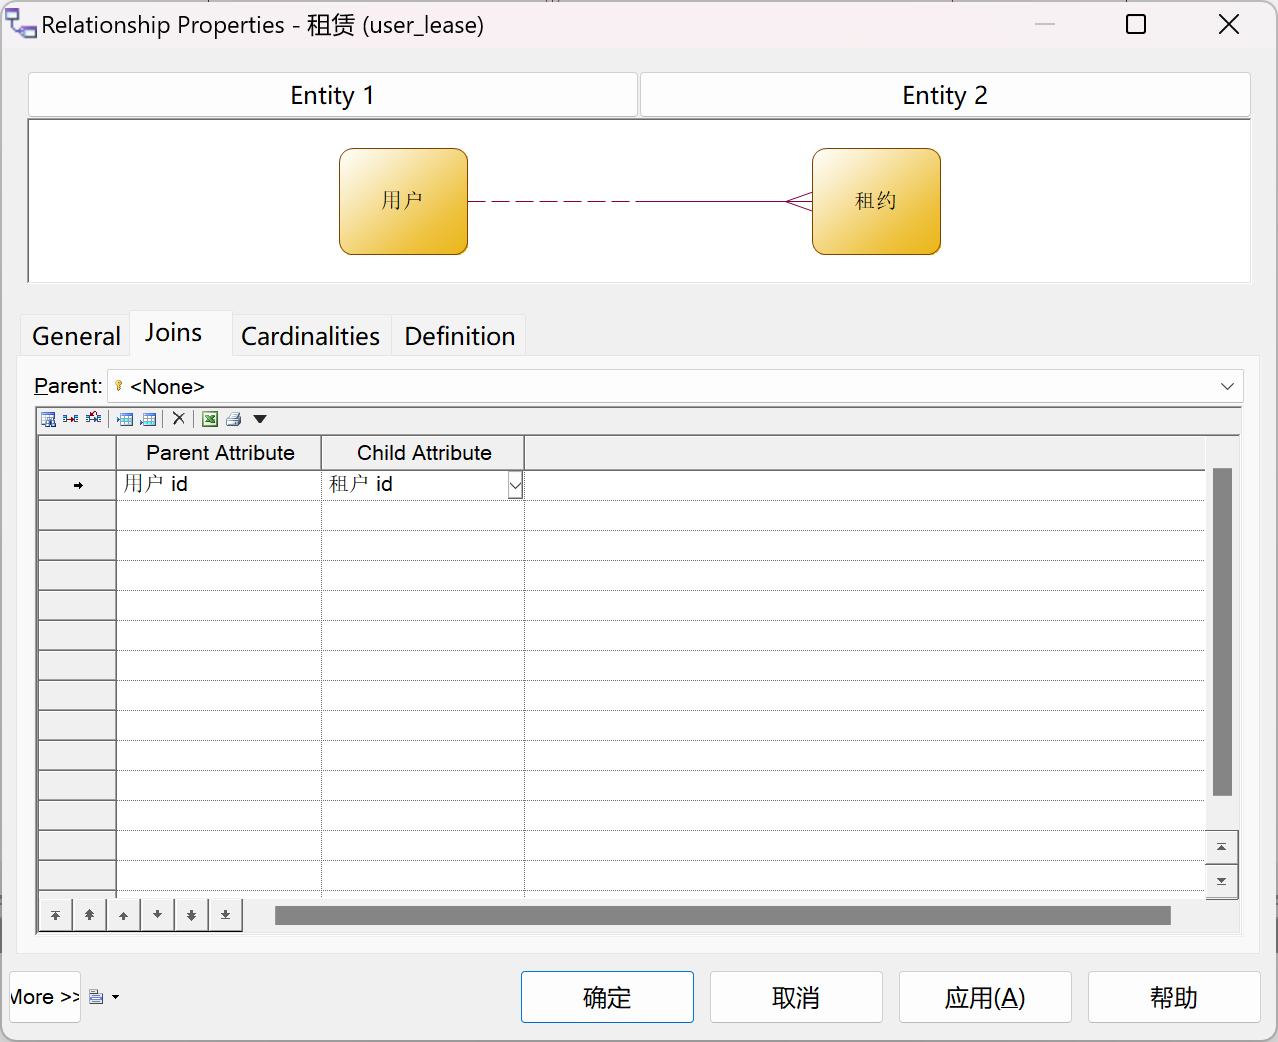 Relationship Properties - 租赁 (user_lease)
Entity 1
Entity 2
用户
租约
General
Joins
Cardinalities
Definition
Parent: <None>
Parent Attribute
Child Attribute
用户 id
租户 id
More >>
确定
取消
应用(A)
帮助